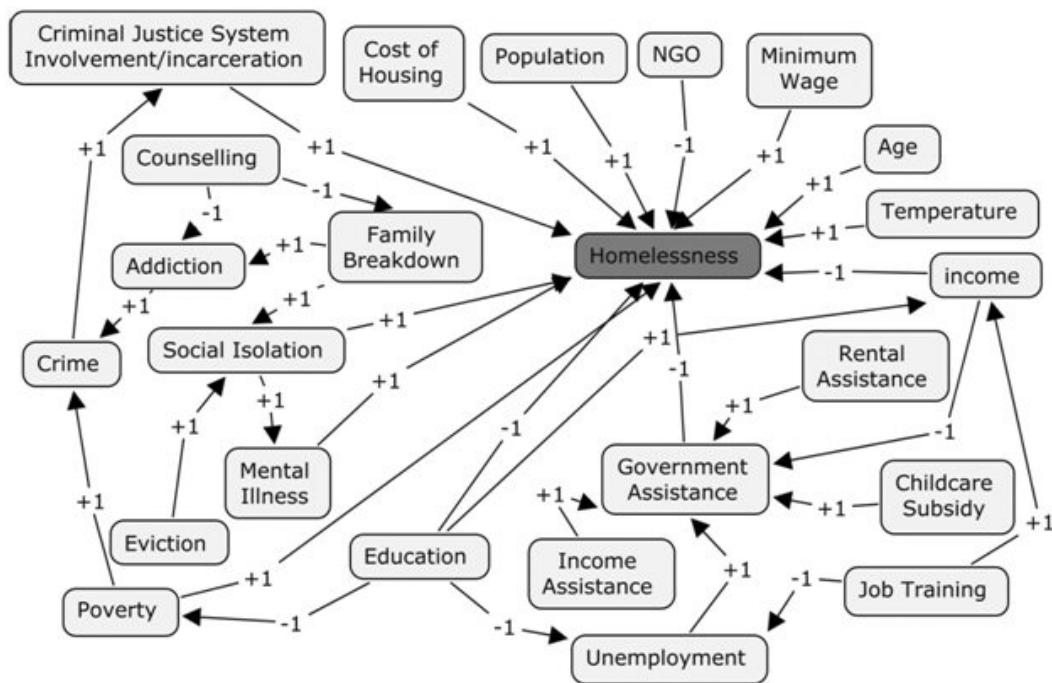 Criminal Justice System
Involvement/incarceration
Cost of
Housing
Population
NGO
Minimum
Wage
Age
Temperature
income
Counselling
Family
Breakdown
Addiction
Homelessness
Crime
Social Isolation
Rental
Assistance
Mental
Illness
Government
Assistance
Childcare
Subsidy
Eviction
Education
Income
Assistance
Job Training
Poverty
Unemployment
+1
+1
+1
+1
-1
+1
+1
+1
-1
-1
-1
+1
+1
+1
+1
+1
+1
+1
+1
+1
-1
+1
-1
+1
-1
+1
+1
+1
+1
-1
+1
-1
-1